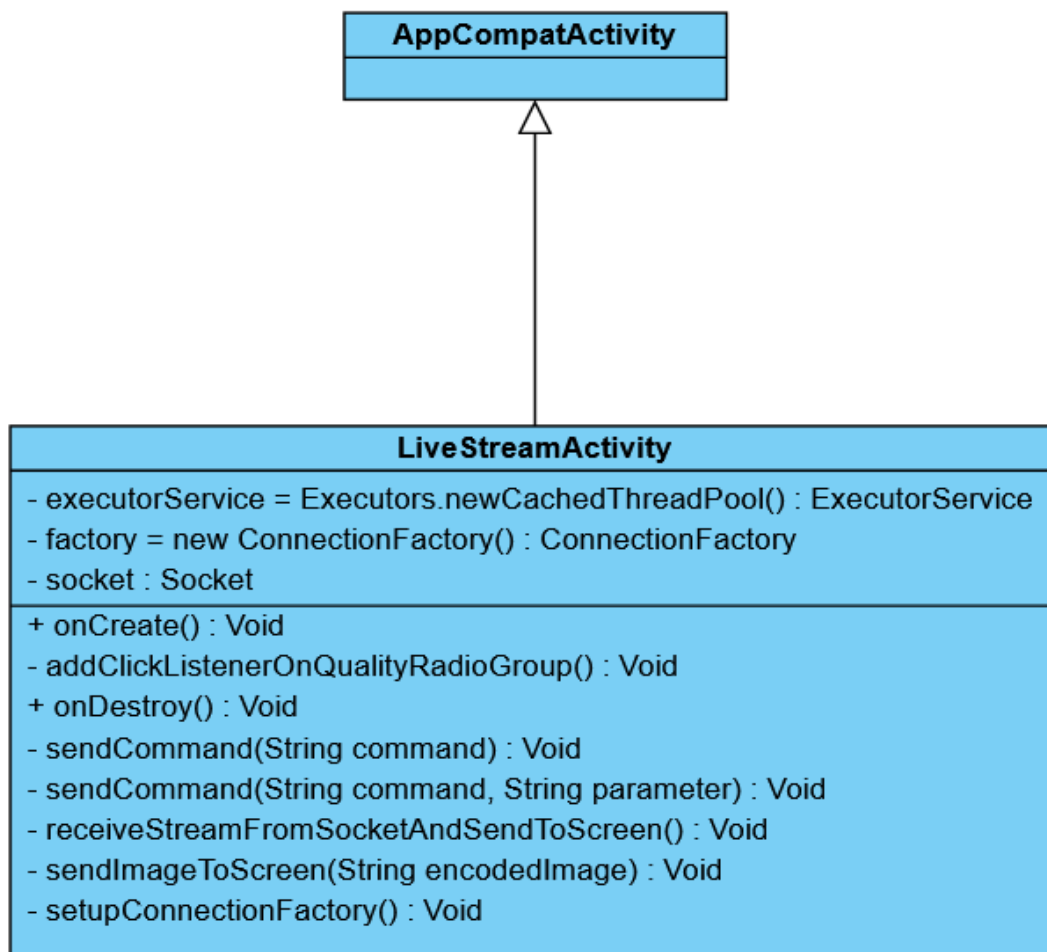 AppCompatActivity
LiveStreamActivity
- executorService = Executors.newCachedThreadPool() : ExecutorService
- factory = new ConnectionFactory() : ConnectionFactory
- socket : Socket
+ onCreate() : Void
- addClickListenerOnQualityRadioGroup() : Void
+ onDestroy() : Void
- sendCommand(String command) : Void
- sendCommand(String command, String parameter) : Void
- receiveStreamFromSocketAndSendToScreen() : Void
- sendImageToScreen(String encodedImage) : Void
- setupConnectionFactory() : Void